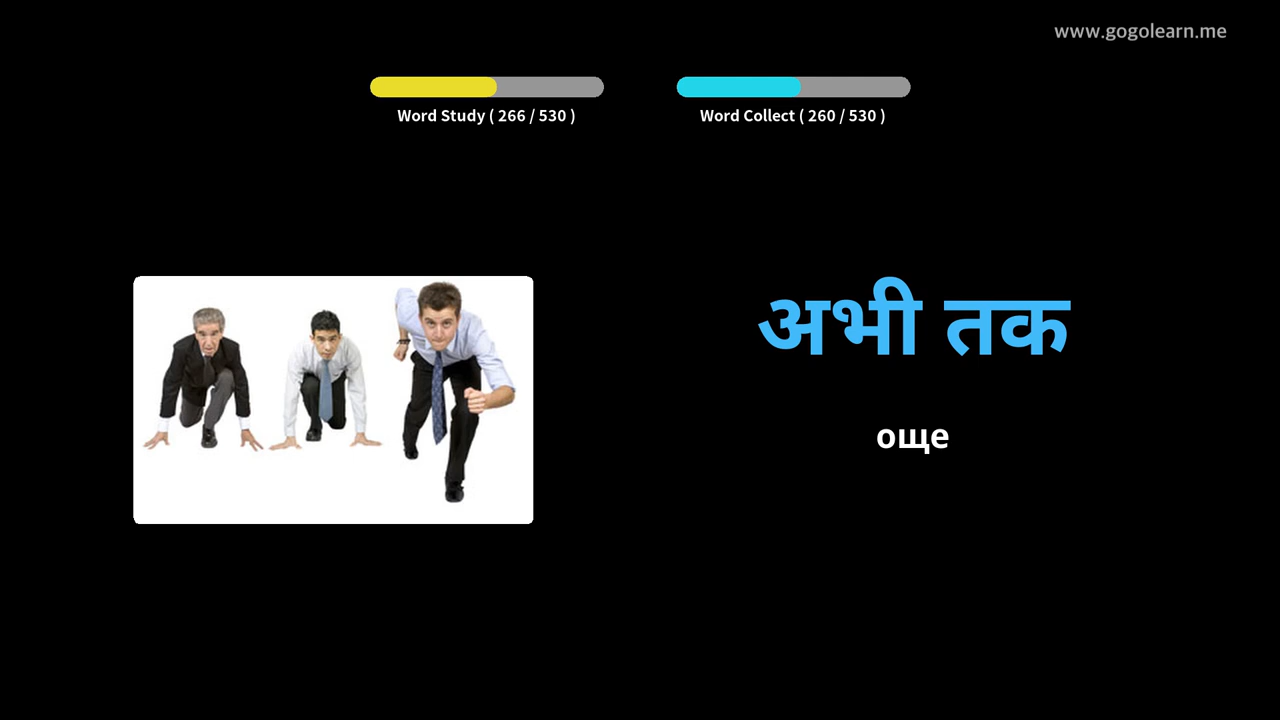 www.gogolearn.me
Word Study ( 266 / 530 )
Word Collect ( 260 / 530 )
अभी तक
още